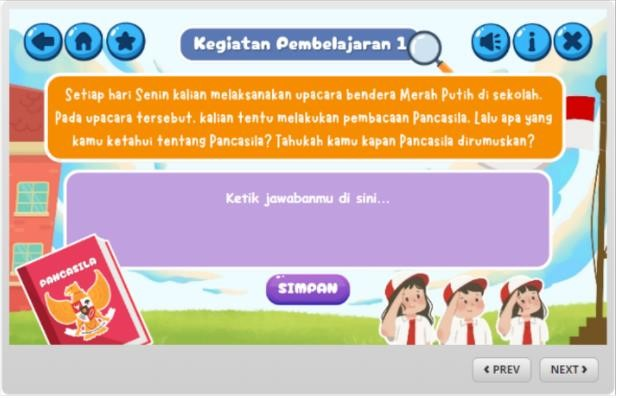 Kegiatan Pembelajaran 1
Setiap hari Senin kalian melaksanakan upacara bendera Merah Putih di sekolah.
Pada upacara tersebut, kalian tentu melakukan pembacaan Pancasila. Lalu apa yang
kamu ketahui tentang Pancasila? Tahukah kamu kapan Pancasila dirumuskan?
Ketik jawabanmu di sini...
PANCASILA
SIMPAN
PREV
NEXT